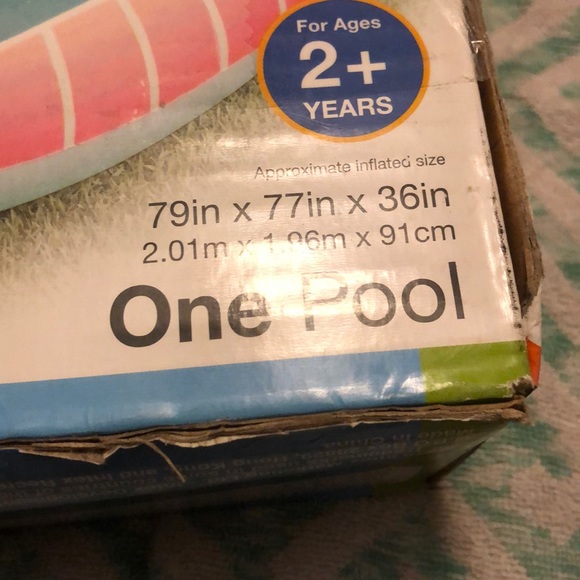 For Ages
2+
YEARS
Approximate inflated size
79in x 77in x 36in
2.01m x 1.96m x 91cm
One Pool